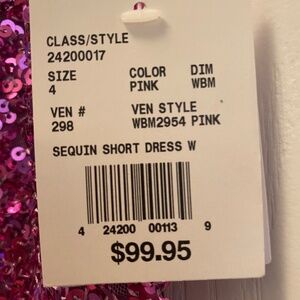 CLASS/STYLE
24200017
SIZE COLOR DIM
4 PINK WBM
VEN # VEN STYLE
298 WBM2954 PINK
SEQUIN SHORT DRESS W
4 24200 00113 9
$99.95